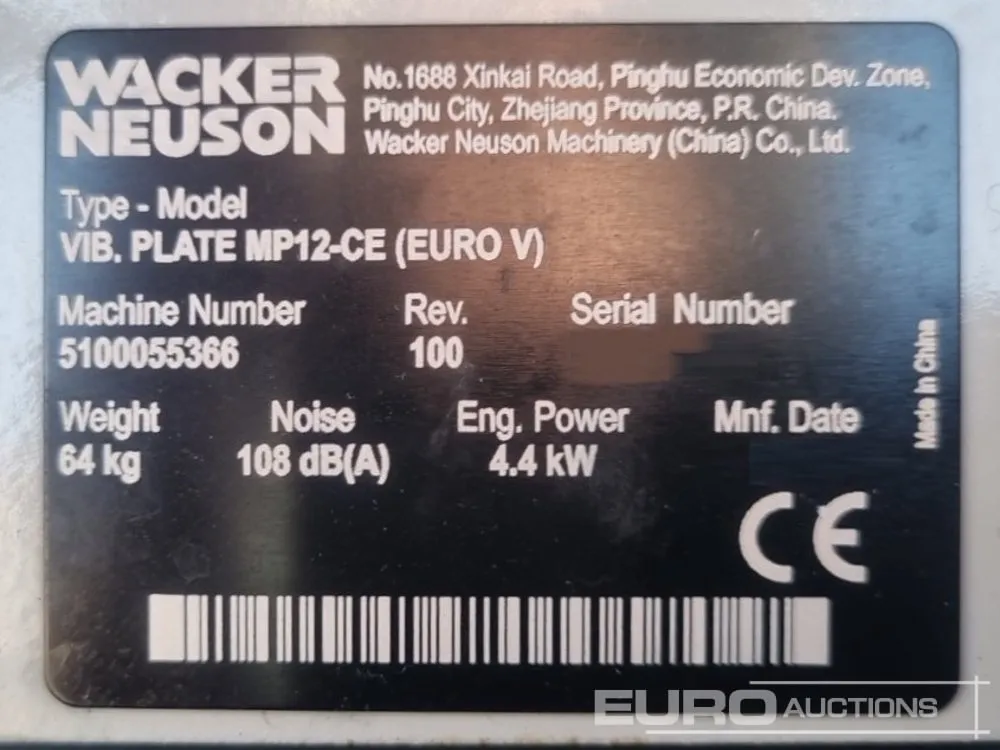 WACKER
NEUSON
No.1688 Xinkai Road, Pinghu Economic Dev. Zone,
Pinghu City, Zhejiang Province, P.R. China.
Wacker Neuson Machinery (China) Co., Ltd.
Type - Model
VIB. PLATE MP12-CE (EURO V)
Machine Number Rev. Serial Number
5100055366 100
Weight Noise Eng. Power Mnf. Date
64 kg 108 dB(A) 4.4 kW
Made in China
CE
EURO AUCTIONS